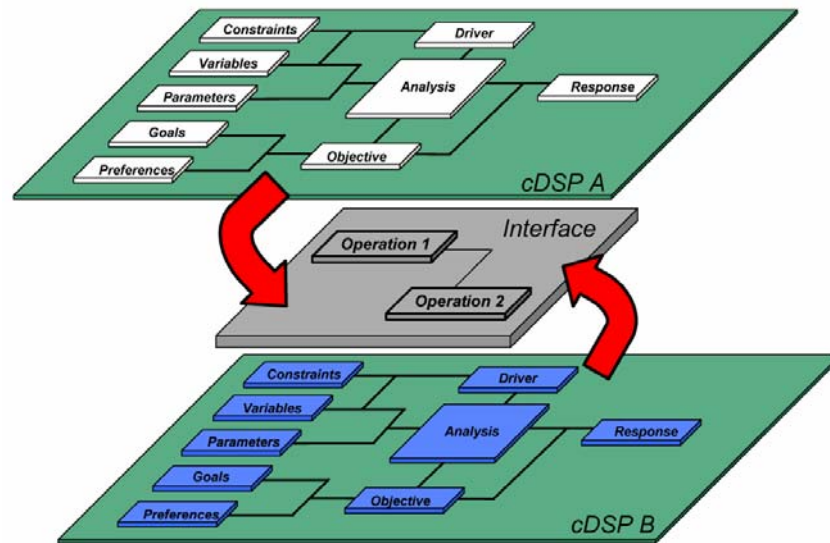 Constraints
Driver
Variables
Analysis
Response
Parameters
Goals
Objective
Preferences
cDSP A
Interface
Operation 1
Operation 2
Constraints
Driver
Variables
Analysis
Response
Parameters
Goals
Objective
Preferences
cDSP B